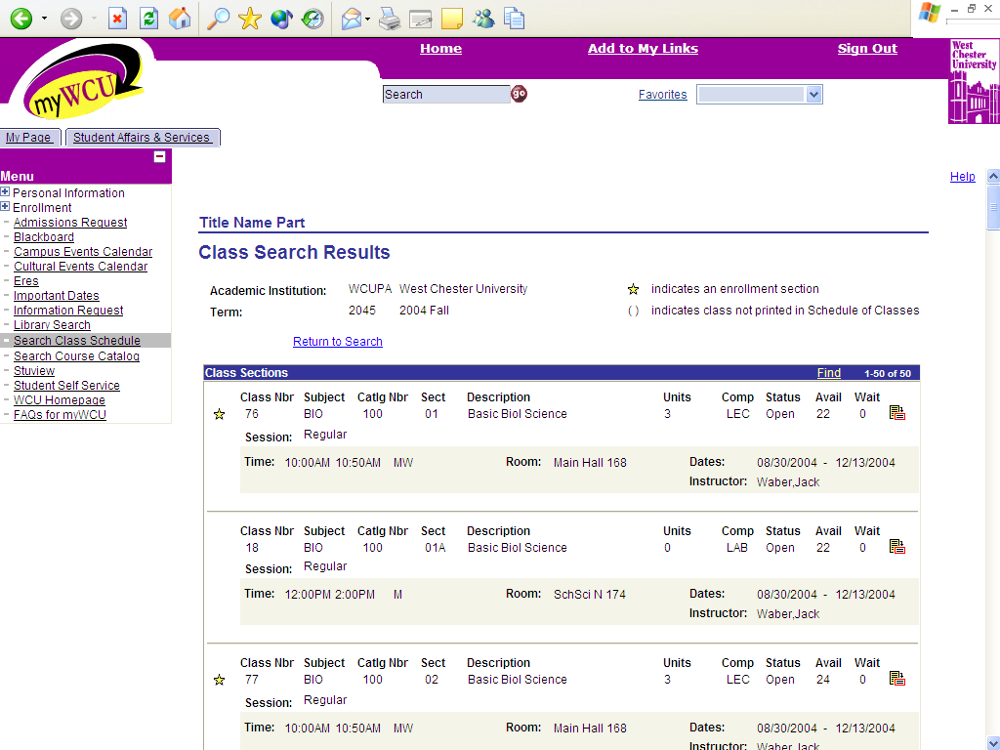 Home Add to My Links Sign Out
West
Chester
University
myWCU
Search go Favorites
My Page Student Affairs & Services
Menu
Help
Personal Information
Enrollment
Admissions Request
Blackboard
Campus Events Calendar
Cultural Events Calendar
Eres
Important Dates
Information Request
Library Search
Search Class Schedule
Search Course Catalog
Stuview
Student Self Service
WCU Homepage
FAQs for myWCU
Title Name Part
Class Search Results
Academic Institution: WCUPA West Chester University indicates an enrollment section
Term: 2045 2004 Fall ( ) indicates class not printed in Schedule of Classes
Return to Search
Class Sections Find 1-50 of 50
Class Nbr Subject Catlg Nbr Sect Description Units Comp Status Avail Wait
76 BIO 100 01 Basic Biol Science 3 LEC Open 22 0
Session: Regular
Time: 10:00AM 10:50AM MW Room: Main Hall 168 Dates: 08/30/2004 - 12/13/2004
Instructor: Waber,Jack
Class Nbr Subject Catlg Nbr Sect Description Units Comp Status Avail Wait
18 BIO 100 01A Basic Biol Science 0 LAB Open 22 0
Session: Regular
Time: 12:00PM 2:00PM M Room: SchSci N 174 Dates: 08/30/2004 - 12/13/2004
Instructor: Waber,Jack
Class Nbr Subject Catlg Nbr Sect Description Units Comp Status Avail Wait
77 BIO 100 02 Basic Biol Science 3 LEC Open 24 0
Session: Regular
Time: 10:00AM 10:50AM MW Room: Main Hall 168 Dates: 08/30/2004 - 12/13/2004
Instructor: Waber,Jack